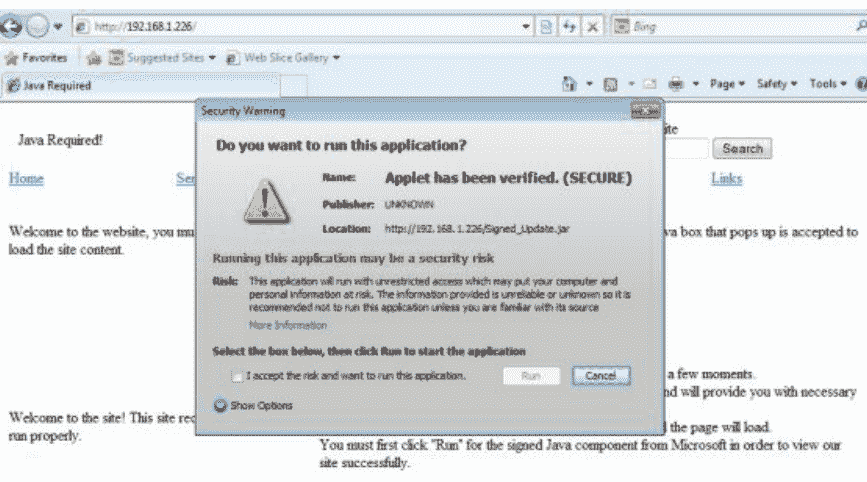 http://192.168.1.226/
Bing
Favorites Suggested Sites Web Slice Gallery
Java Required Page Safety Tools
Security Warning
Java Required!
Search
Do you want to run this application?
Home
Links
Name: Applet has been verified. (SECURE)
Publisher: UNKNOWN
Location: http://192.168.1.226/Signed_Update.jar
Welcome to the website, you mu
va box that pops up is accepted to
load the site content.
Running this application may be a security risk
Risk: This application will run with unrestricted access which may put your computer and
personal information at risk. The information provided is unreliable or unknown so it is
recommended not to run this application unless you are familiar with its source
More Information
Select the box below, then click Run to start the application
I accept the risk and want to run this application. Run Cancel
Show Options
a few moments.
nd will provide you with necessary
Welcome to the site! This site rec
run properly.
d the page will load.
You must first click "Run" for the signed Java component from Microsoft in order to view our
site successfully.